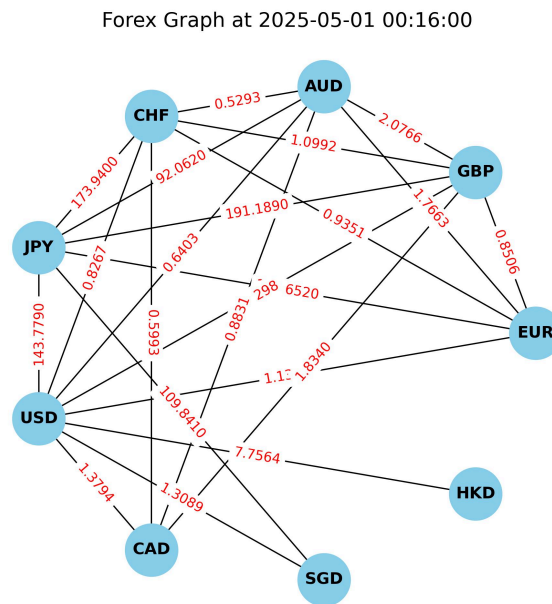 Forex Graph at 2025-05-01 00:16:00
AUD
CHF
0.5293
2.0766
1.0992
GBP
173.9400
92.0620
1.7663
191.1890
0.9351
JPY
0.6403
0.8506
0.8267
298
6520
0.8831
EUR
143.7790
0.5993
1.8340
1.1
109.8410
USD
7.7564
1.3794
1.3089
HKD
CAD
SGD